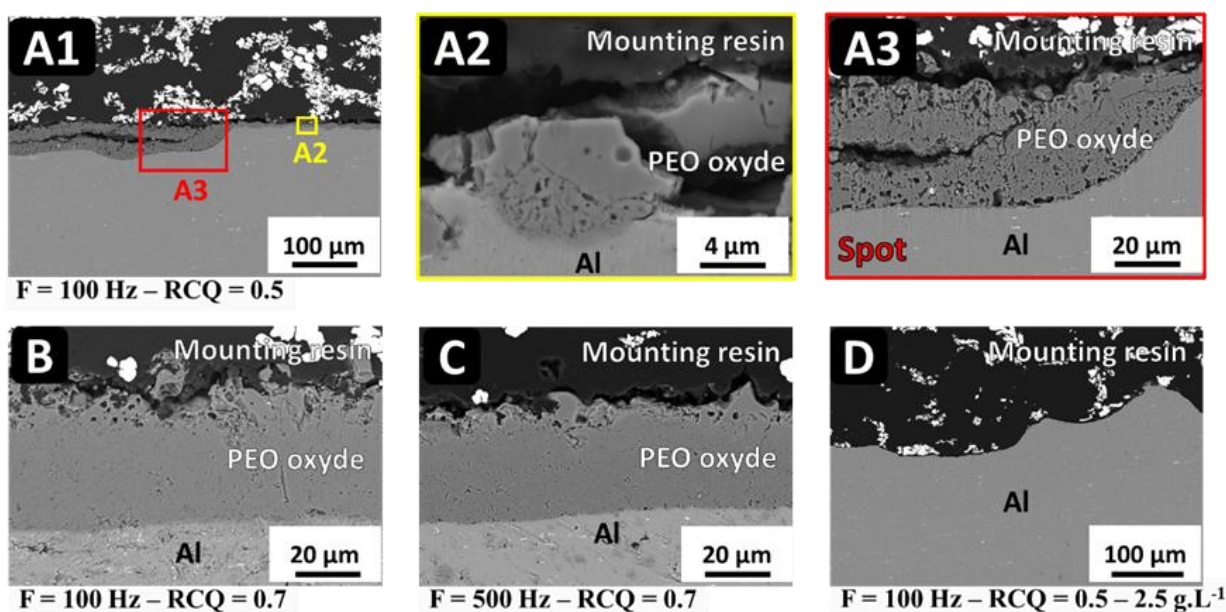 A1
A2
A3
100 µm
F = 100 Hz – RCQ = 0.5
A2
Mounting resin
PEO oxyde
Al
4 µm
A3
Mounting resin
PEO oxyde
Spot
Al
20 µm
B
Mounting resin
PEO oxyde
Al
20 µm
F = 100 Hz – RCQ = 0.7
C
Mounting resin
PEO oxyde
Al
20 µm
F = 500 Hz – RCQ = 0.7
D
Mounting resin
Al
100 µm
F = 100 Hz – RCQ = 0.5 – 2.5 g.L⁻¹